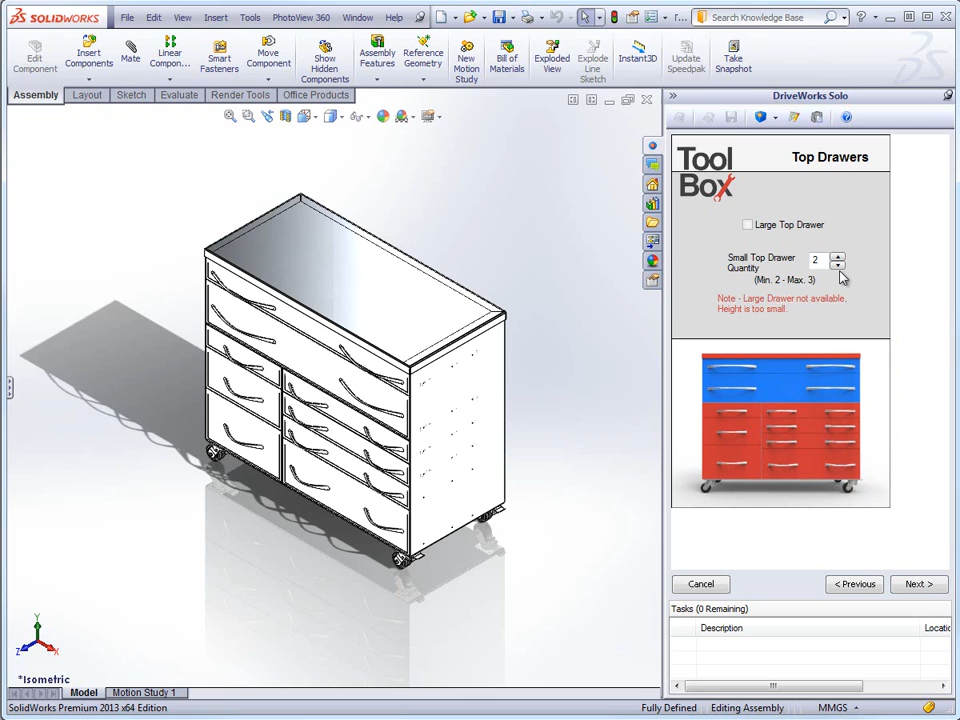 SOLIDWORKS File Edit View Insert Tools PhotoView 360 Window Help r... Search Knowledge Base
Edit Component
Insert Components
Mate
Linear Compon...
Smart Fasteners
Move Component
Show Hidden Components
Assembly Features
Reference Geometry
New Motion Study
Bill of Materials
Exploded View
Explode Line Sketch
Instant3D
Update Speedpak
Take Snapshot
Assembly Layout Sketch Evaluate Render Tools Office Products
DriveWorks Solo
Tool
Box
Top Drawers
Large Top Drawer
Small Top Drawer 2
Quantity
(Min. 2 - Max. 3)
Note - Large Drawer not available,
Height is too small.
Cancel < Previous Next >
Tasks (0 Remaining)
Description Locatic
Y
Z X
*Isometric
Model Motion Study 1
SolidWorks Premium 2013 x64 Edition Fully Defined Editing Assembly MMGS